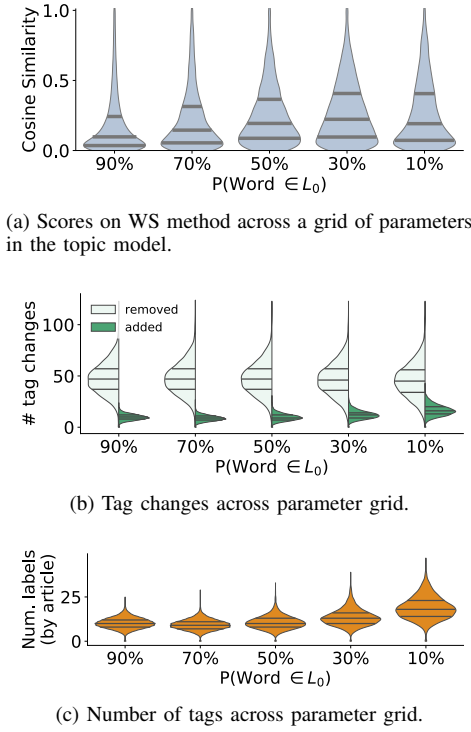 1.0
0.5
0.0
Cosine Similarity
90% 70% 50% 30% 10%
P(Word ∈ L₀)
(a) Scores on WS method across a grid of parameters
in the topic model.
removed
added
100
50
0
# tag changes
90% 70% 50% 30% 10%
P(Word ∈ L₀)
(b) Tag changes across parameter grid.
25
0
Num. labels
(by article)
90% 70% 50% 30% 10%
P(Word ∈ L₀)
(c) Number of tags across parameter grid.